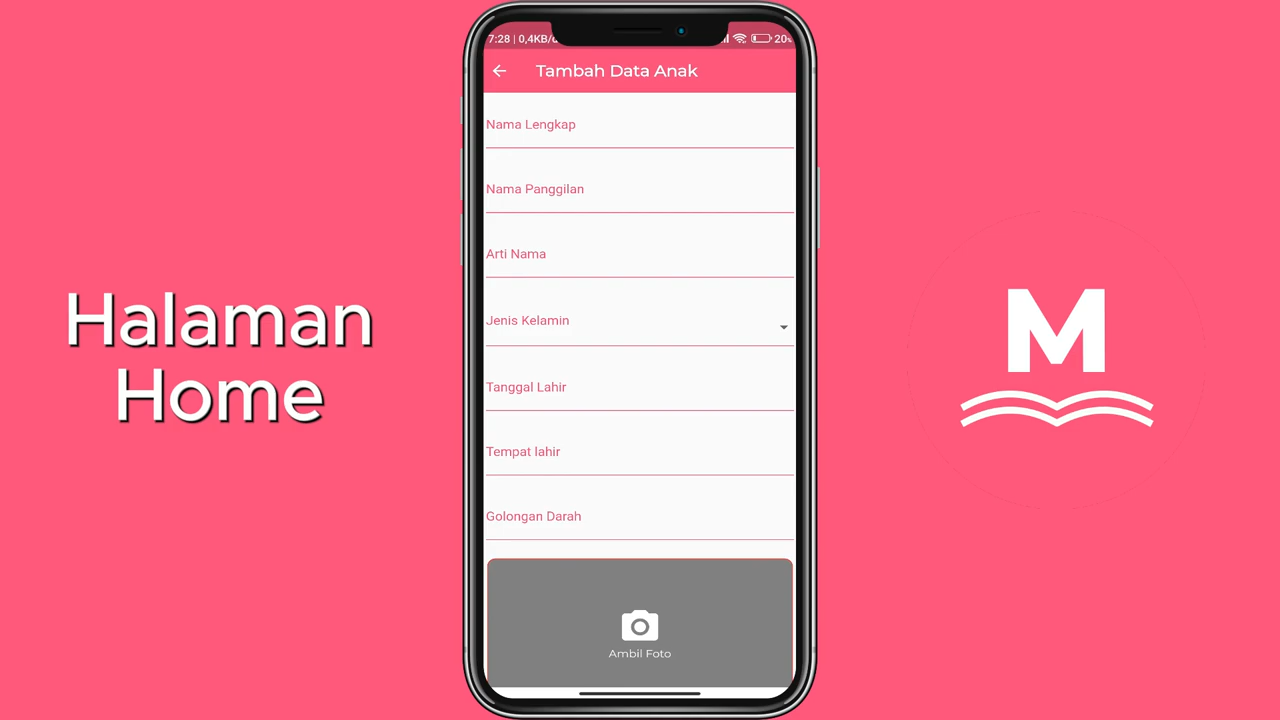 Halaman
Home
7:28 | 0,4KB/
20
Tambah Data Anak
Nama Lengkap
Nama Panggilan
Arti Nama
Jenis Kelamin
Tanggal Lahir
Tempat lahir
Golongan Darah
Ambil Foto
M